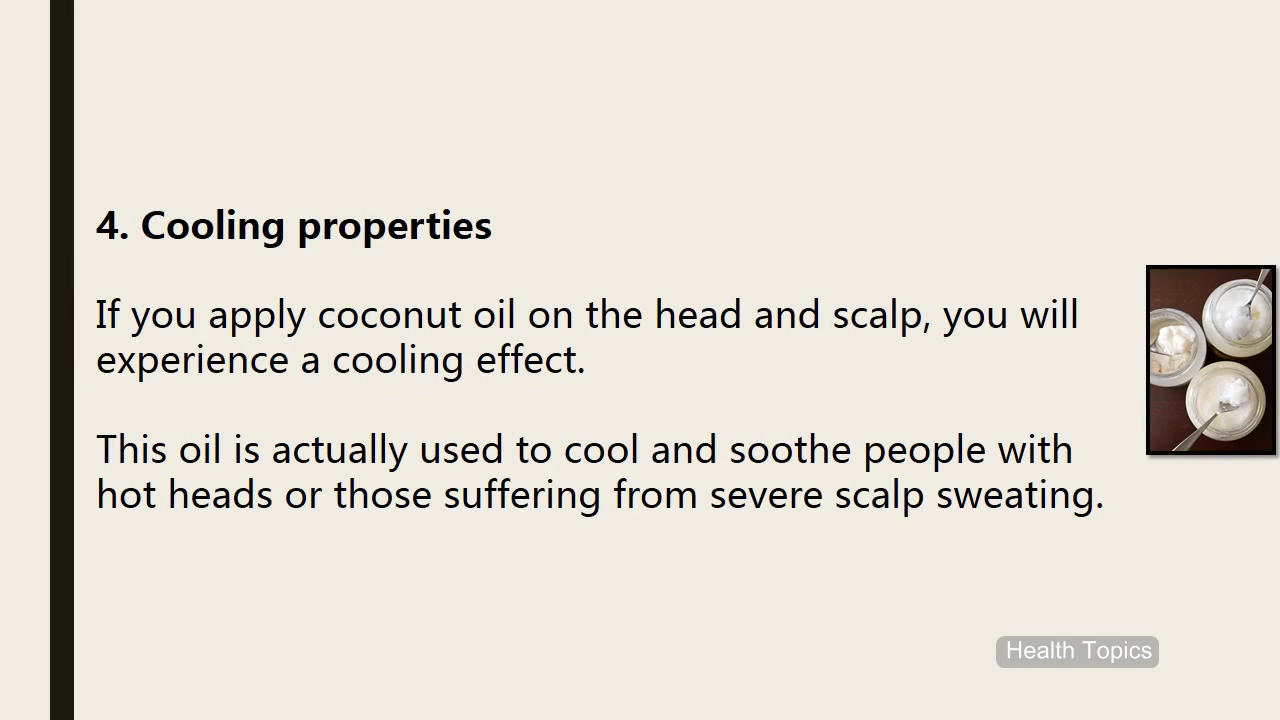 4. Cooling properties
If you apply coconut oil on the head and scalp, you will
experience a cooling effect.
This oil is actually used to cool and soothe people with
hot heads or those suffering from severe scalp sweating.
Health Topics